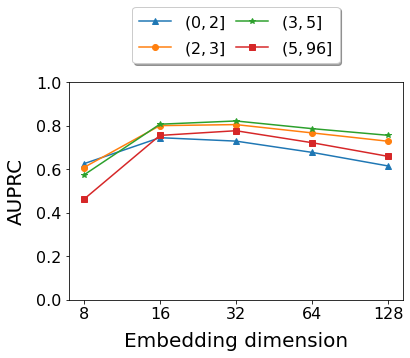 (0, 2] (3, 5]
(2, 3] (5, 96]
1.0
0.8
0.6
0.4
0.2
0.0
AUPRC
8 16 32 64 128
Embedding dimension